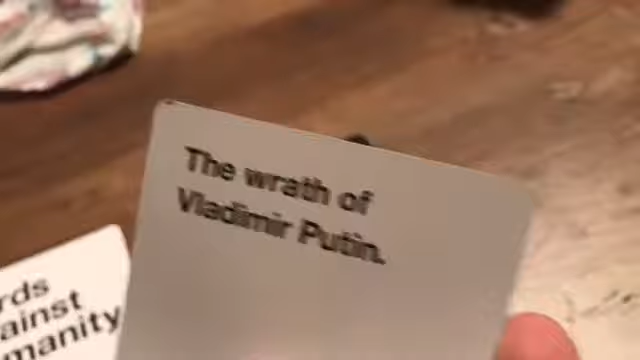 The wrath of
Vladimir Putin.
rds
ainst
manity